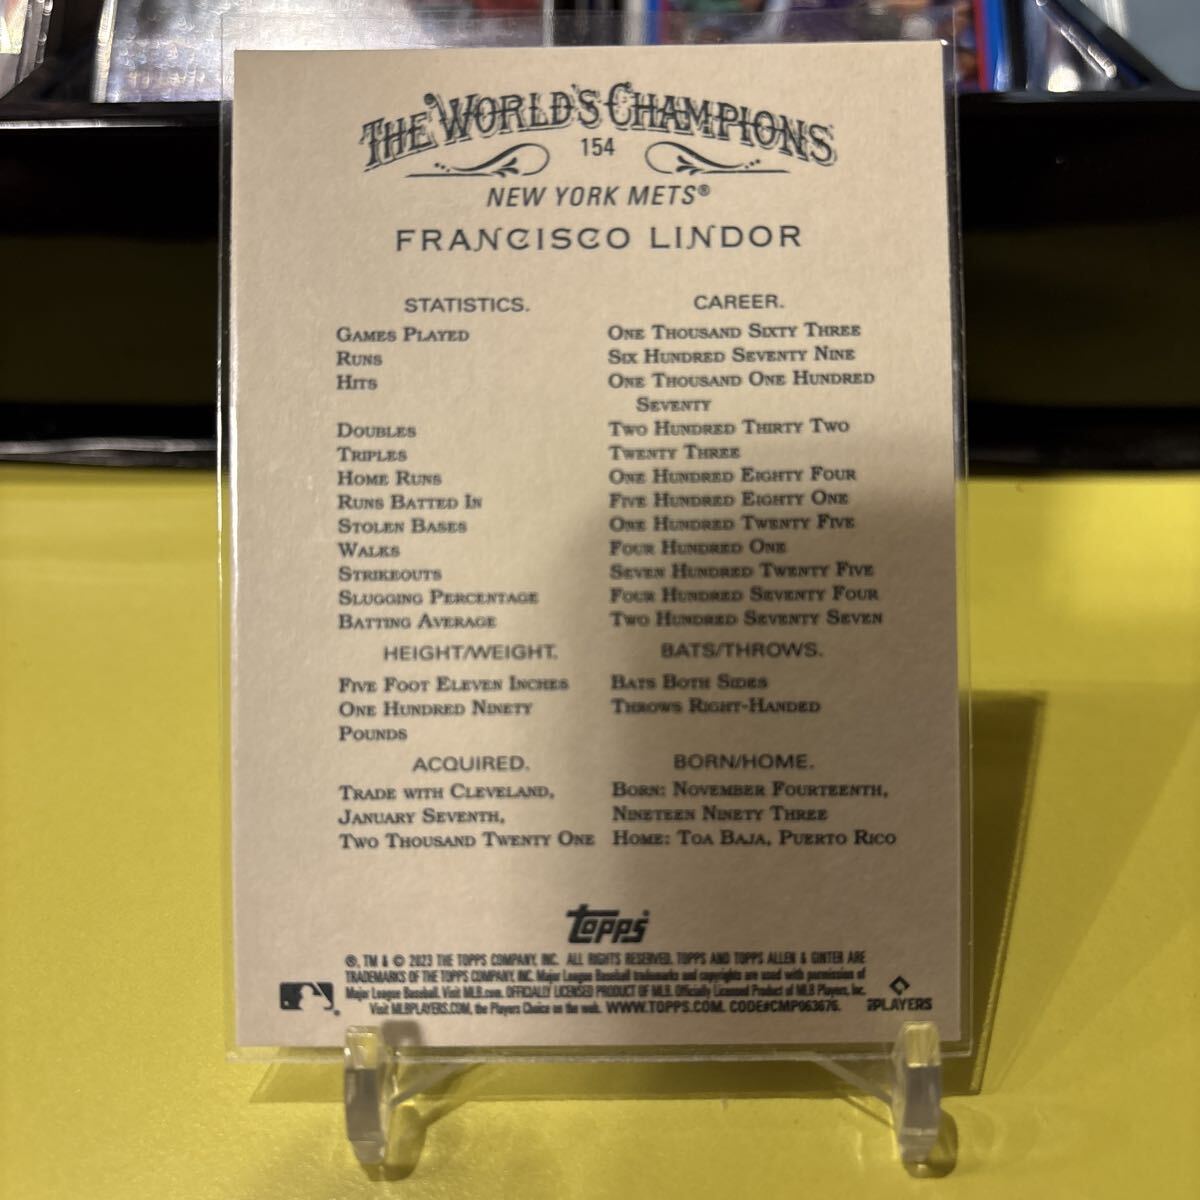 THE WORLD'S CHAMPIONS
154
NEW YORK METS®
FRANCISCO LINDOR
STATISTICS. CAREER.
GAMES PLAYED ONE THOUSAND SIXTY THREE
RUNS SIX HUNDRED SEVENTY NINE
HITS ONE THOUSAND ONE HUNDRED
SEVENTY
DOUBLES TWO HUNDRED THIRTY TWO
TRIPLES TWENTY THREE
HOME RUNS ONE HUNDRED EIGHTY FOUR
RUNS BATTED IN FIVE HUNDRED EIGHTY ONE
STOLEN BASES ONE HUNDRED TWENTY FIVE
WALKS FOUR HUNDRED ONE
STRIKEOUTS SEVEN HUNDRED TWENTY FIVE
SLUGGING PERCENTAGE FOUR HUNDRED SEVENTY FOUR
BATTING AVERAGE TWO HUNDRED SEVENTY SEVEN
HEIGHT/WEIGHT. BATS/THROWS.
FIVE FOOT ELEVEN INCHES BATS BOTH SIDES
ONE HUNDRED NINETY THROWS RIGHT-HANDED
POUNDS
ACQUIRED. BORN/HOME.
TRADE WITH CLEVELAND, BORN: NOVEMBER FOURTEENTH,
JANUARY SEVENTH, NINETEEN NINETY THREE
TWO THOUSAND TWENTY ONE HOME: TOA BAJA, PUERTO RICO
topps
®, TM & © 2023 THE TOPPS COMPANY, INC. ALL RIGHTS RESERVED. TOPPS AND TOPPS ALLEN & GINTER ARE
TRADEMARKS OF THE TOPPS COMPANY, INC. Major League Baseball trademarks and copyrights are used with permission of
Major League Baseball. Visit MLB.com. OFFICIALLY LICENSED PRODUCT OF MLB. Officially Licensed Product of MLB Players, Inc.
Visit MLBPLAYERS.COM, the Players Choice on the web. WWW.TOPPS.COM. CODE#CMP063676.
PLAYERS